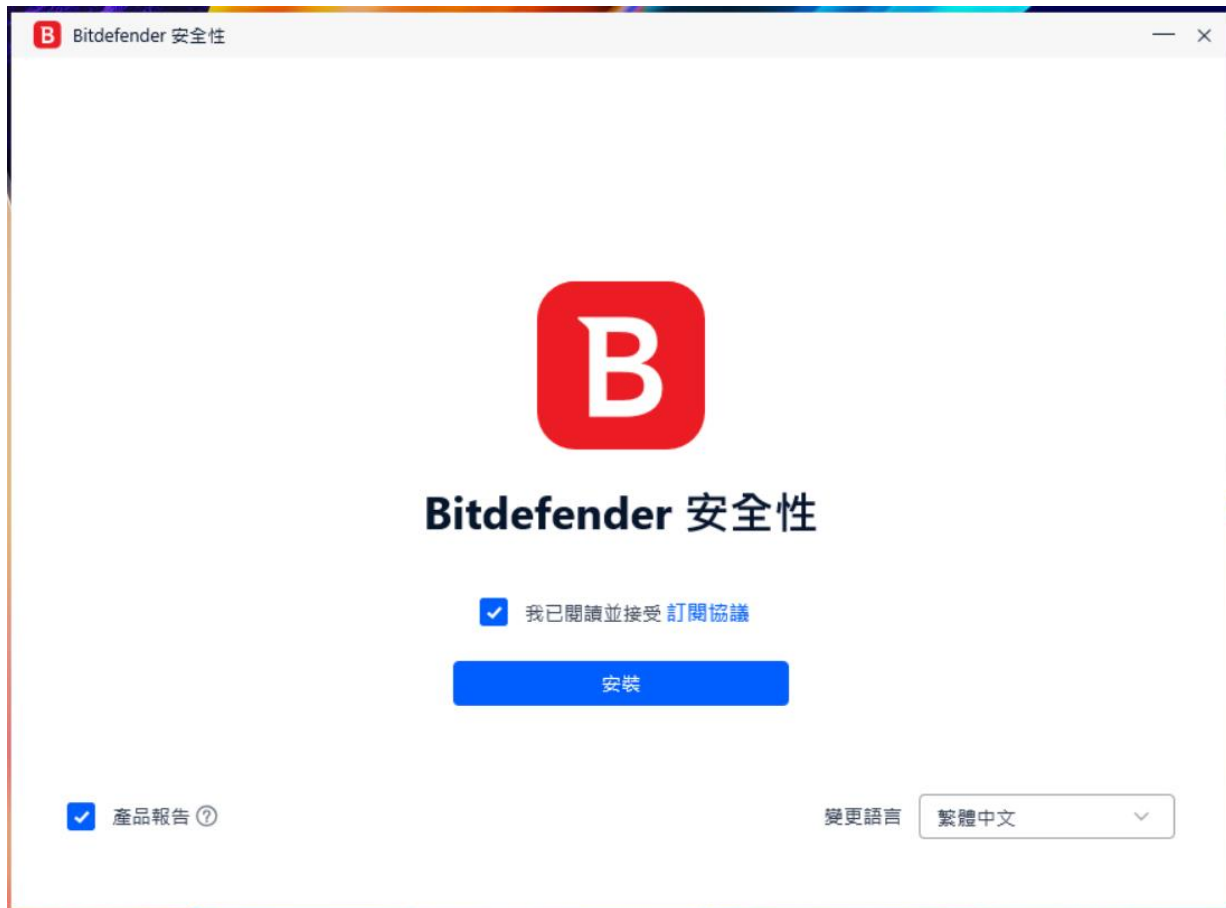 B Bitdefender 安全性
B
Bitdefender 安全性
我已閱讀並接受 訂閱協議
安裝
產品報告 ?
變更語言 繁體中文